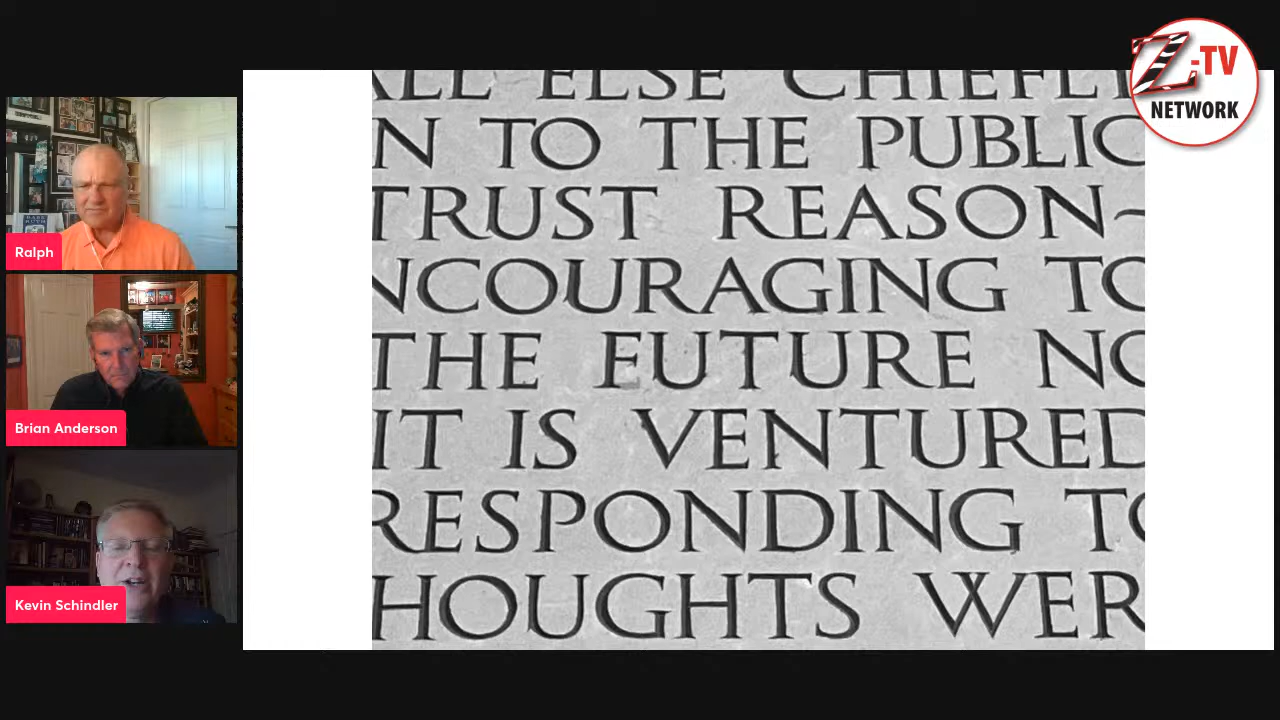 Z-TV
NETWORK
ALL ELSE CHIEFLY
N TO THE PUBLIC
TRUST REASON~
NCOURAGING TO
THE FUTURE NO
IT IS VENTURED
RESPONDING TO
HOUGHTS WER
Ralph
Brian Anderson
Kevin Schindler